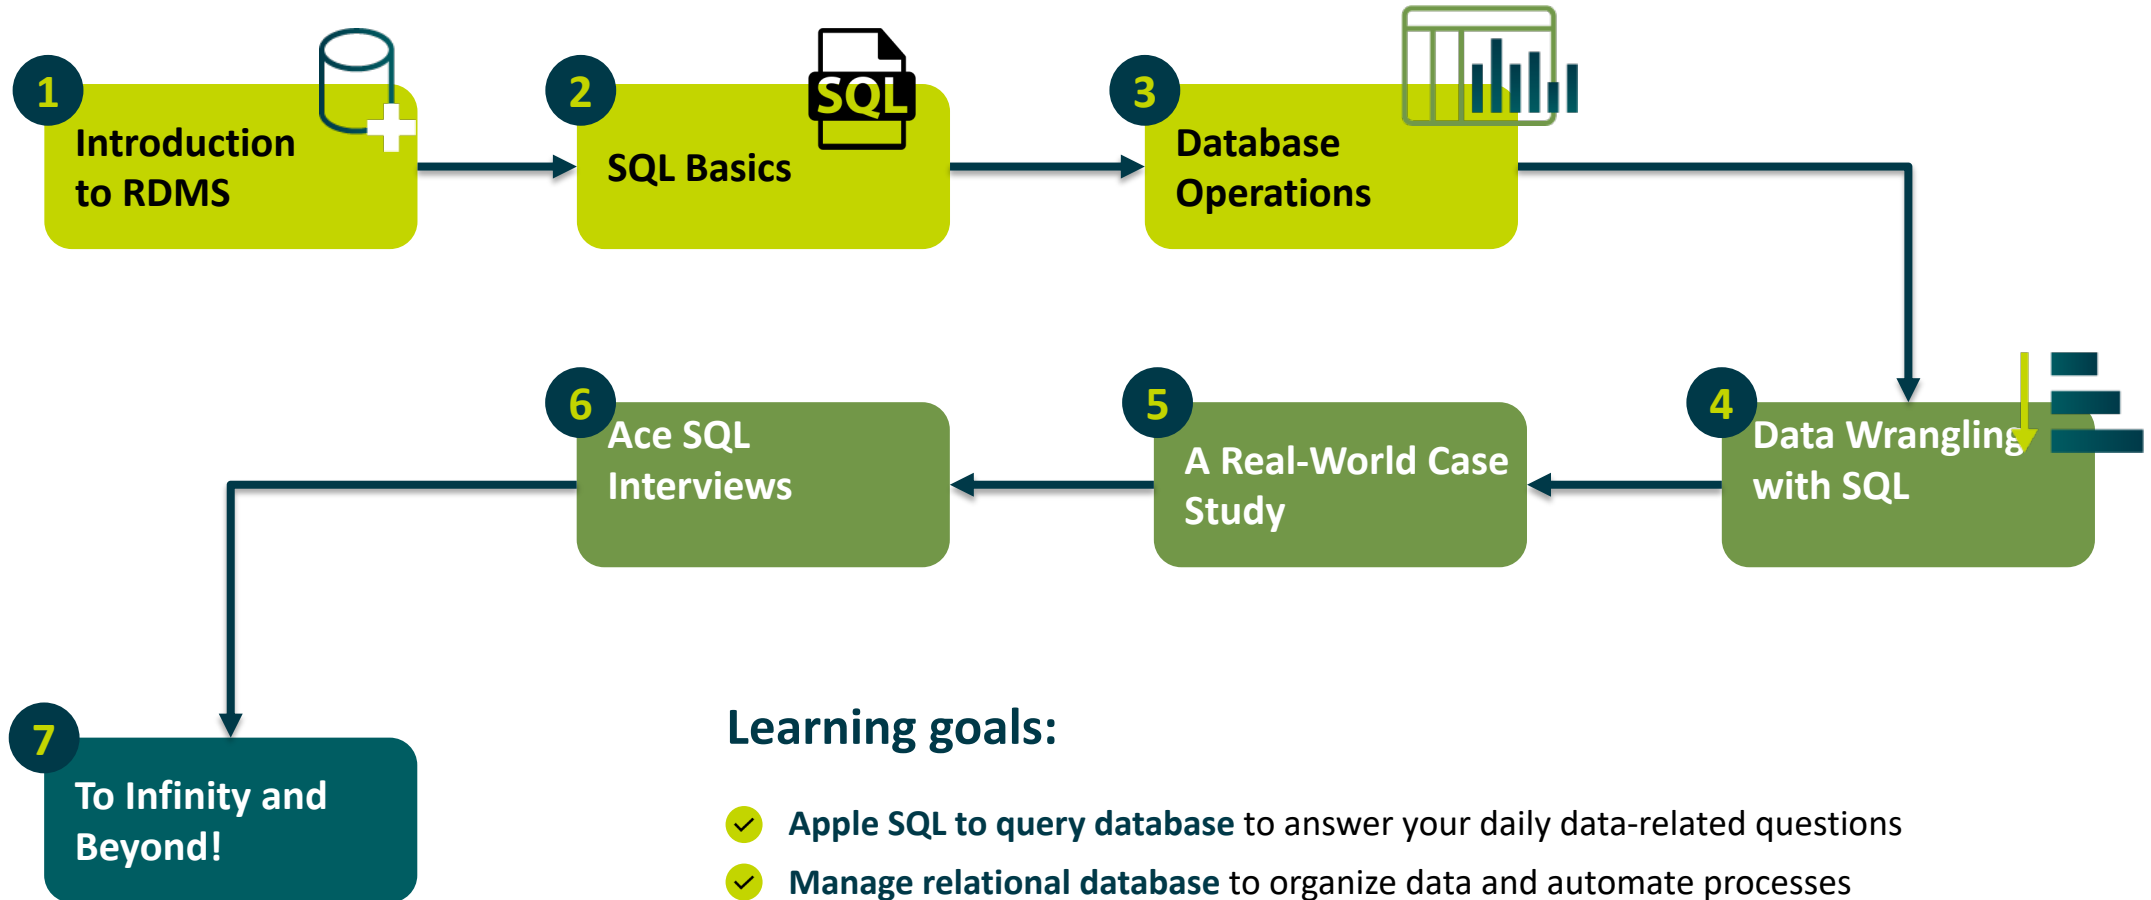 1
Introduction
to RDMS
2
SQL
SQL Basics
3
Database
Operations
4
Data Wrangling
with SQL
5
A Real-World Case
Study
6
Ace SQL
Interviews
7
To Infinity and
Beyond!
Learning goals:
Apple SQL to query database to answer your daily data-related questions
Manage relational database to organize data and automate processes